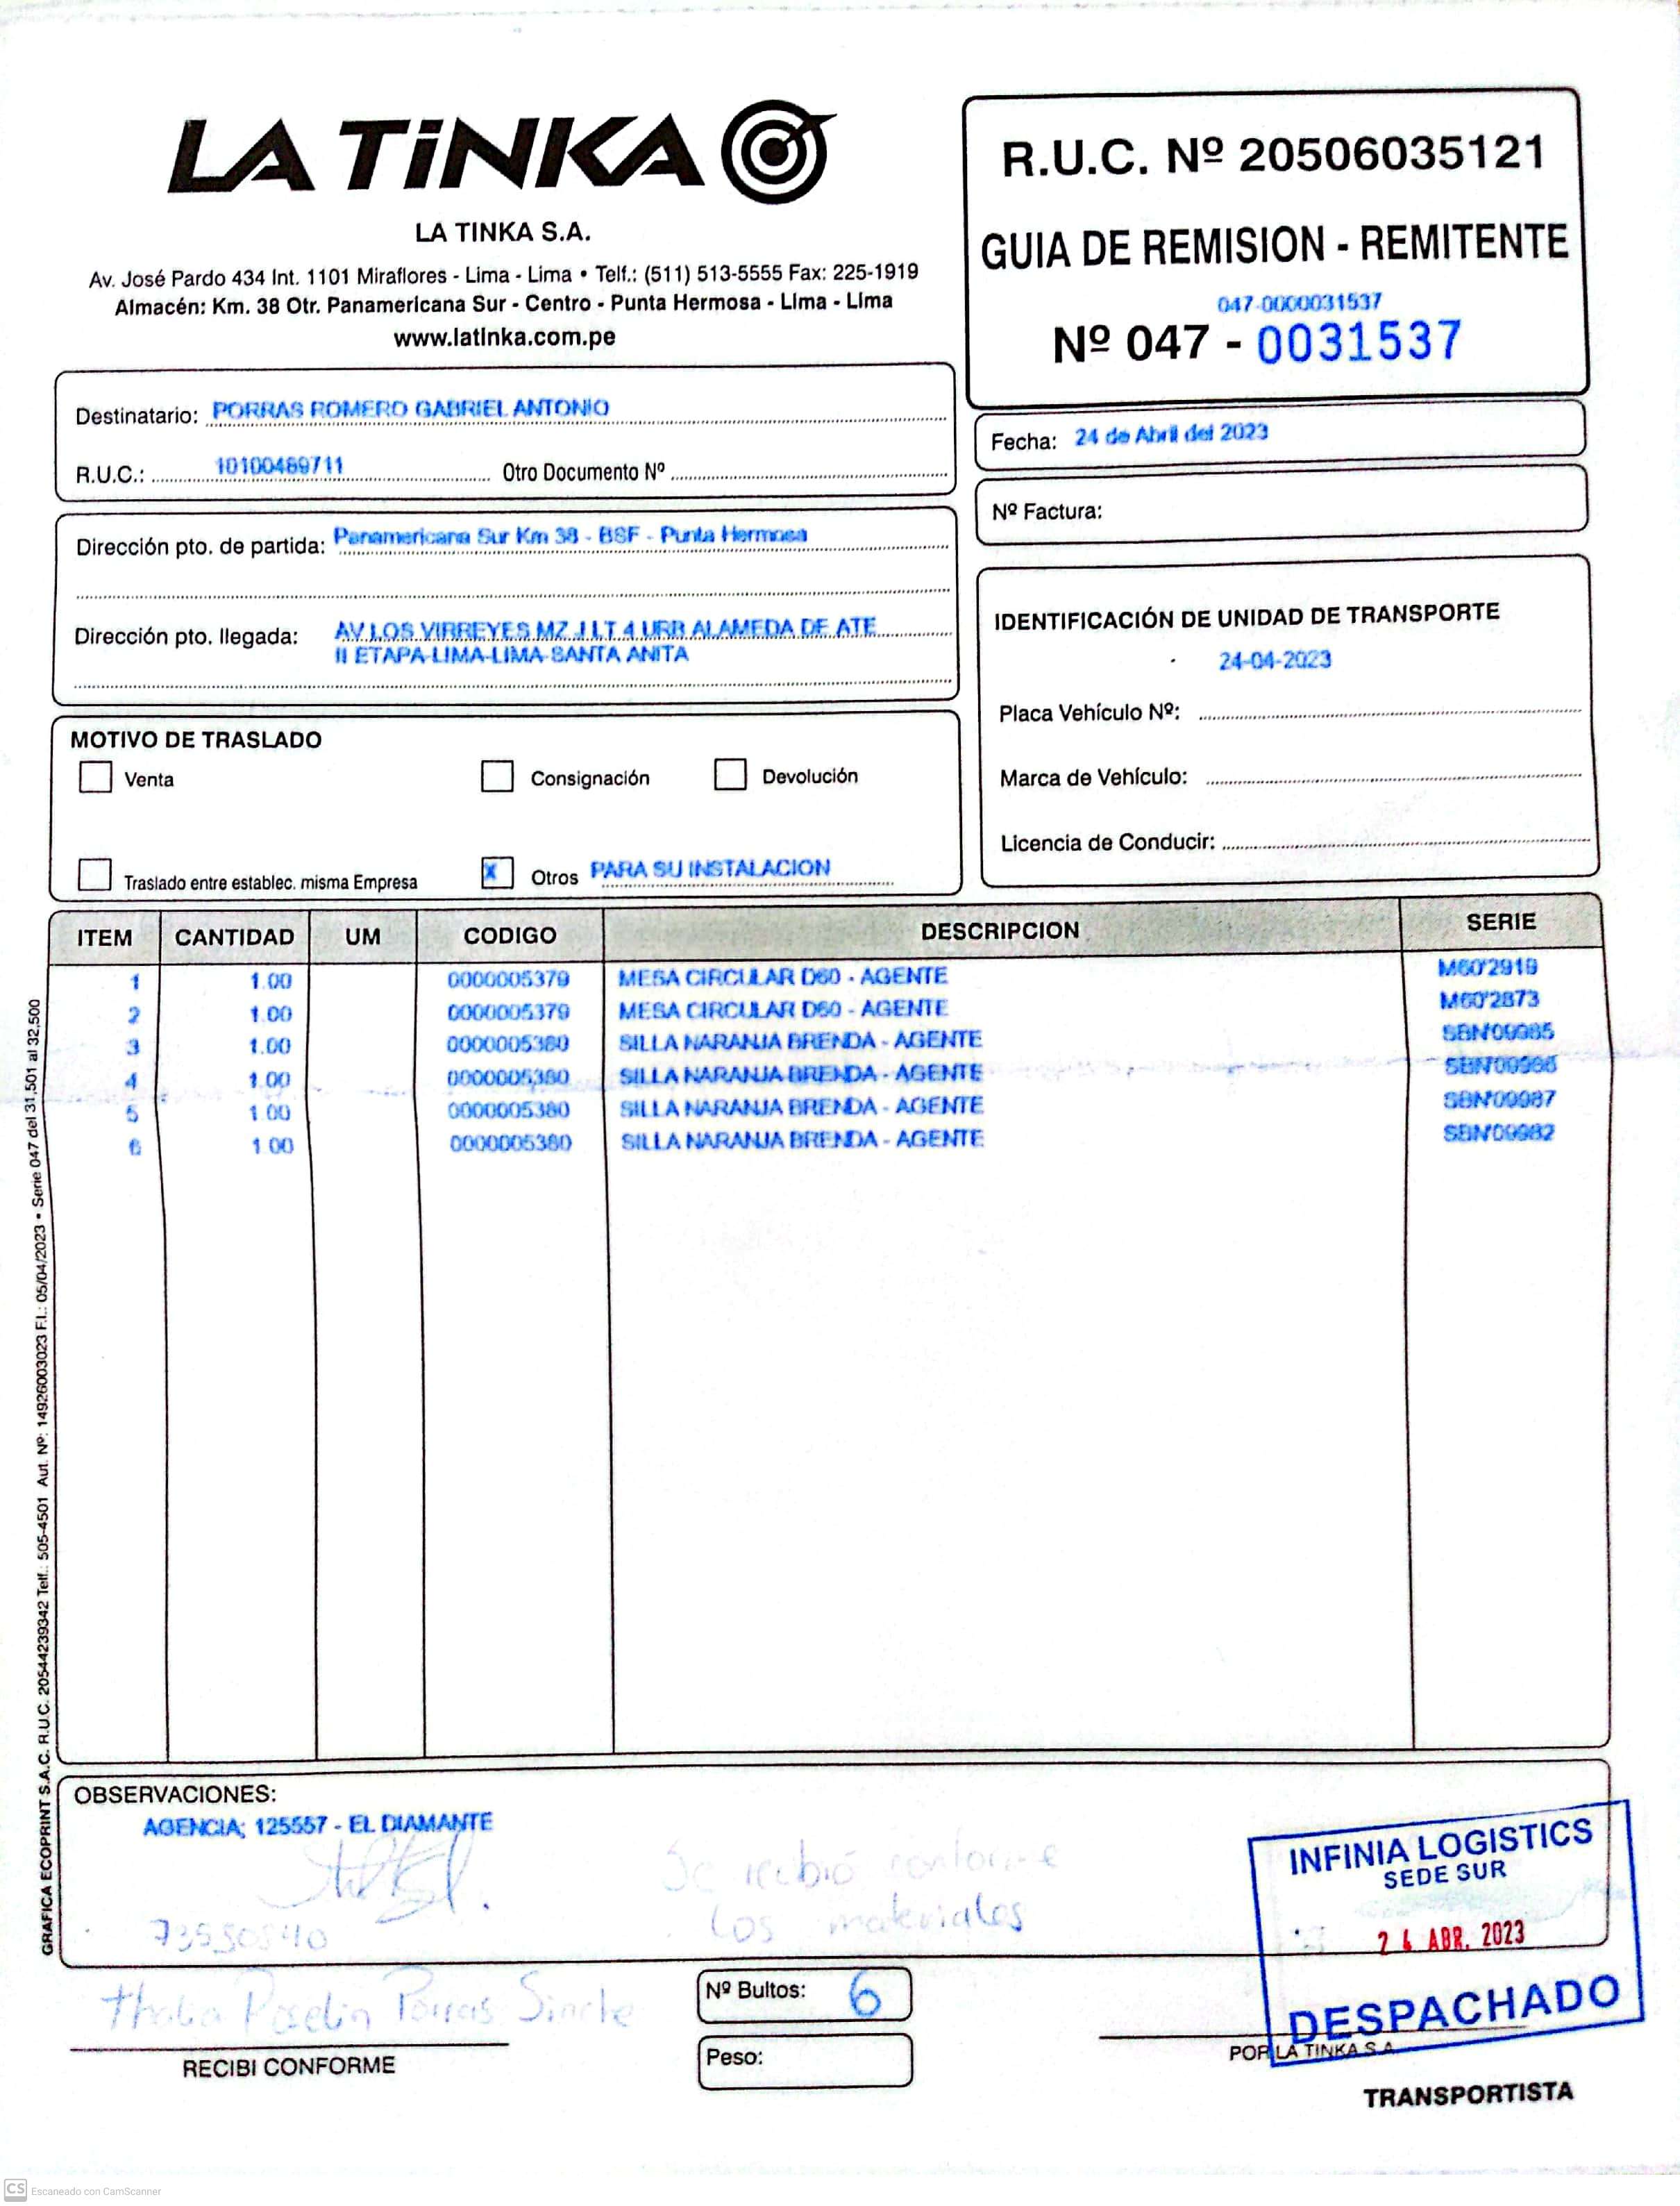 LA TiNKA
LA TINKA S.A.
Av. José Pardo 434 Int. 1101 Miraflores - Lima - Lima • Telf.: (511) 513-5555 Fax: 225-1919
Almacén: Km. 38 Otr. Panamericana Sur - Centro - Punta Hermosa - Lima - Lima
www.latinka.com.pe
R.U.C. Nº 20506035121
GUIA DE REMISION - REMITENTE
047-0000031537
Nº 047 - 0031537
Destinatario: PORRAS ROMERO GABRIEL ANTONIO
R.U.C.: 10100489711 Otro Documento Nº
Fecha: 24 de Abril del 2023
Nº Factura:
Dirección pto. de partida: Panamericana Sur Km 38 - BSF - Punta Hermosa
Dirección pto. llegada: AV LOS VIRREYES MZ J LT 4 URB ALAMEDA DE ATE
II ETAPA-LIMA-LIMA-SANTA ANITA
IDENTIFICACIÓN DE UNIDAD DE TRANSPORTE
24-04-2023
Placa Vehículo Nº:
Marca de Vehículo:
Licencia de Conducir:
MOTIVO DE TRASLADO
Venta Consignación Devolución
Traslado entre establec. misma Empresa X Otros PARA SU INSTALACION
ITEM CANTIDAD UM CODIGO DESCRIPCION SERIE
1 1.00 0000005379 MESA CIRCULAR D60 - AGENTE M60'2919
2 1.00 0000005379 MESA CIRCULAR D60 - AGENTE M60'2873
3 1.00 0000005380 SILLA NARANJA BRENDA - AGENTE SBN'09985
4 1.00 0000005380 SILLA NARANJA BRENDA - AGENTE SBN'09986
5 1.00 0000005380 SILLA NARANJA BRENDA - AGENTE SBN'09987
6 1.00 0000005380 SILLA NARANJA BRENDA - AGENTE SBN'09982
GRAFICA ECOPRINT S.A.C. R.U.C. 20544239342 Telf.: 505-4501 Aut. Nº: 14926003023 F.I.: 05/04/2023 • Serie 047 del 31,501 al 32,500
OBSERVACIONES:
AGENCIA; 125557 - EL DIAMANTE
Se recibió conforme
los materiales
73550840
INFINIA LOGISTICS
SEDE SUR
24 ABR. 2023
DESPACHADO
Thalia Roselin Porras Sinche
RECIBI CONFORME
Nº Bultos: 6
Peso:
POR LA TINKA S.A.
TRANSPORTISTA
CS Escaneado con CamScanner